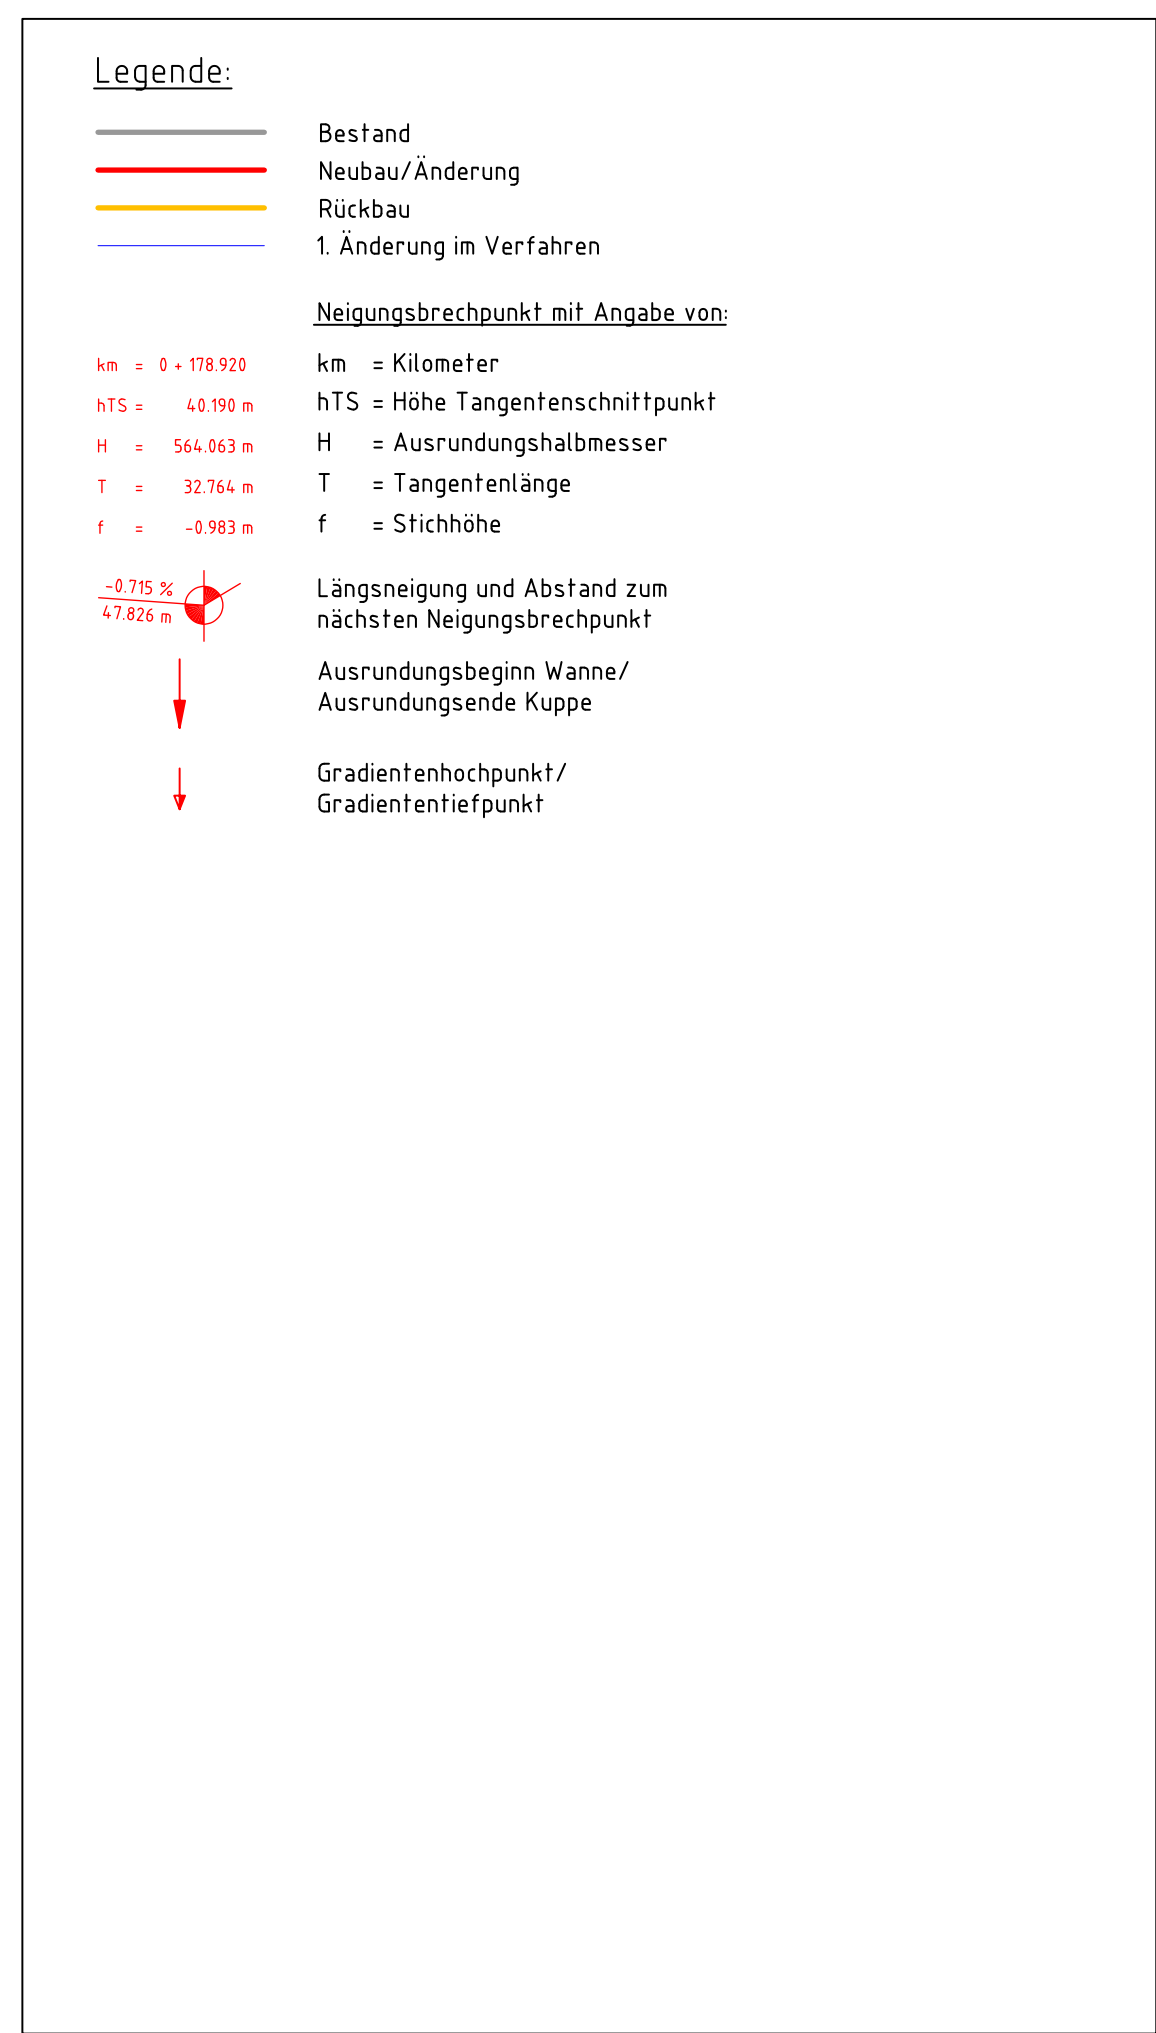 Legende:
Bestand
Neubau/Änderung
Rückbau
1. Änderung im Verfahren
Neigungsbrechpunkt mit Angabe von:
km = 0 + 178.920 km = Kilometer
hTS = 40.190 m hTS = Höhe Tangentenschnittpunkt
H = 564.063 m H = Ausrundungshalbmesser
T = 32.764 m T = Tangentenlänge
f = -0.983 m f = Stichhöhe
-0.715 %
47.826 m
Längsneigung und Abstand zum
nächsten Neigungsbrechpunkt
Ausrundungsbeginn Wanne/
Ausrundungsende Kuppe
Gradientenhochpunkt/
Gradiententiefpunkt